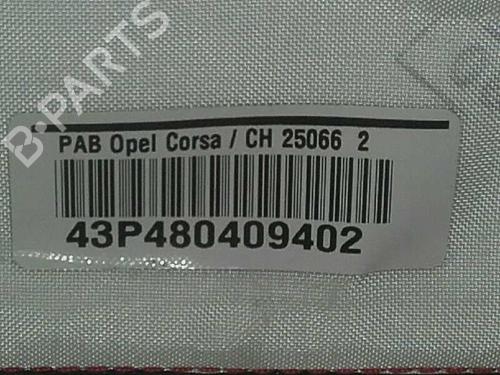 B-PARTS
PAB Opel Corsa / CH 25066 2
43P480409402